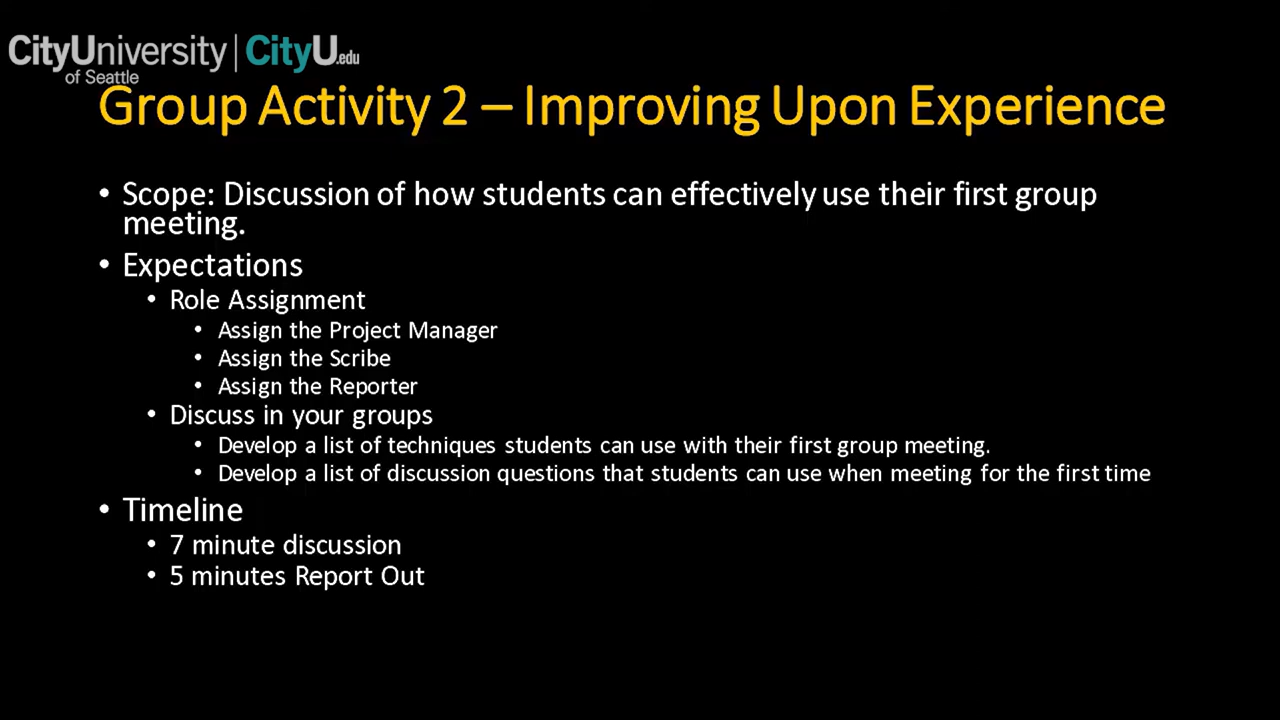 CityUniversity | CityU.edu
of Seattle
Group Activity 2 – Improving Upon Experience
• Scope: Discussion of how students can effectively use their first group
meeting.
• Expectations
• Role Assignment
• Assign the Project Manager
• Assign the Scribe
• Assign the Reporter
• Discuss in your groups
• Develop a list of techniques students can use with their first group meeting.
• Develop a list of discussion questions that students can use when meeting for the first time
• Timeline
• 7 minute discussion
• 5 minutes Report Out